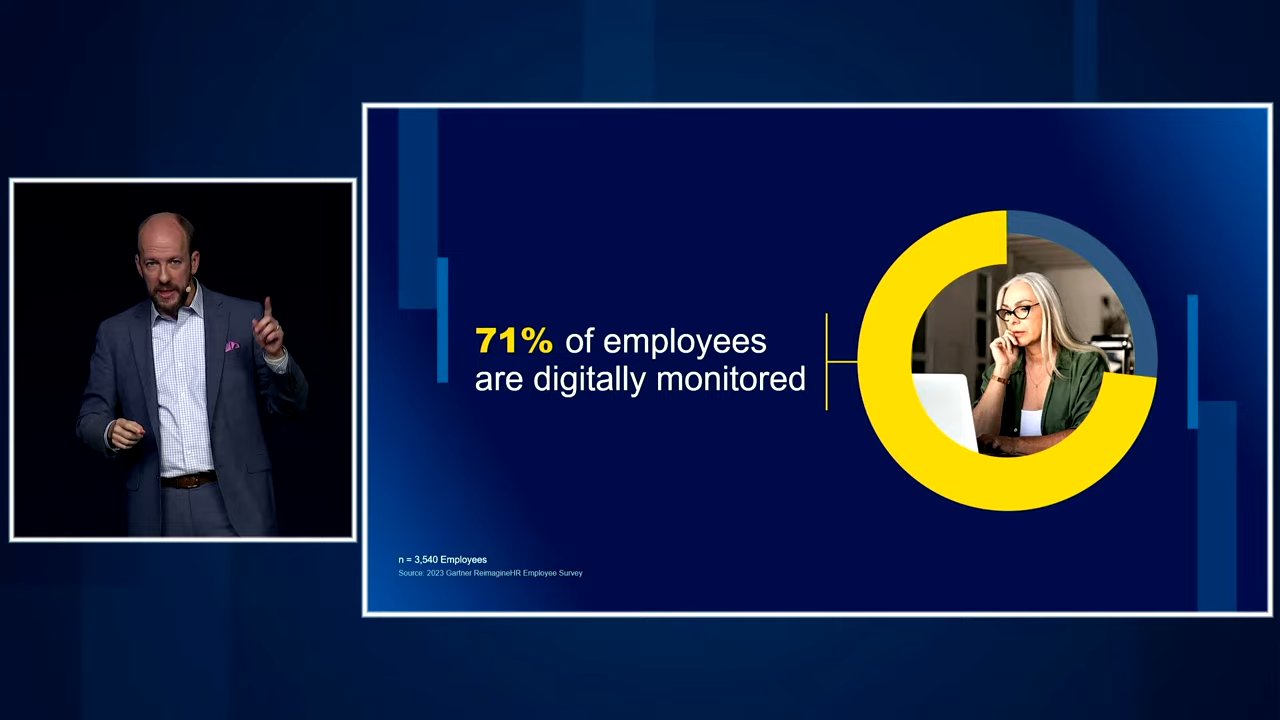 71% of employees
are digitally monitored
n = 3,540 Employees
Source: 2023 Gartner ReimagineHR Employee Survey